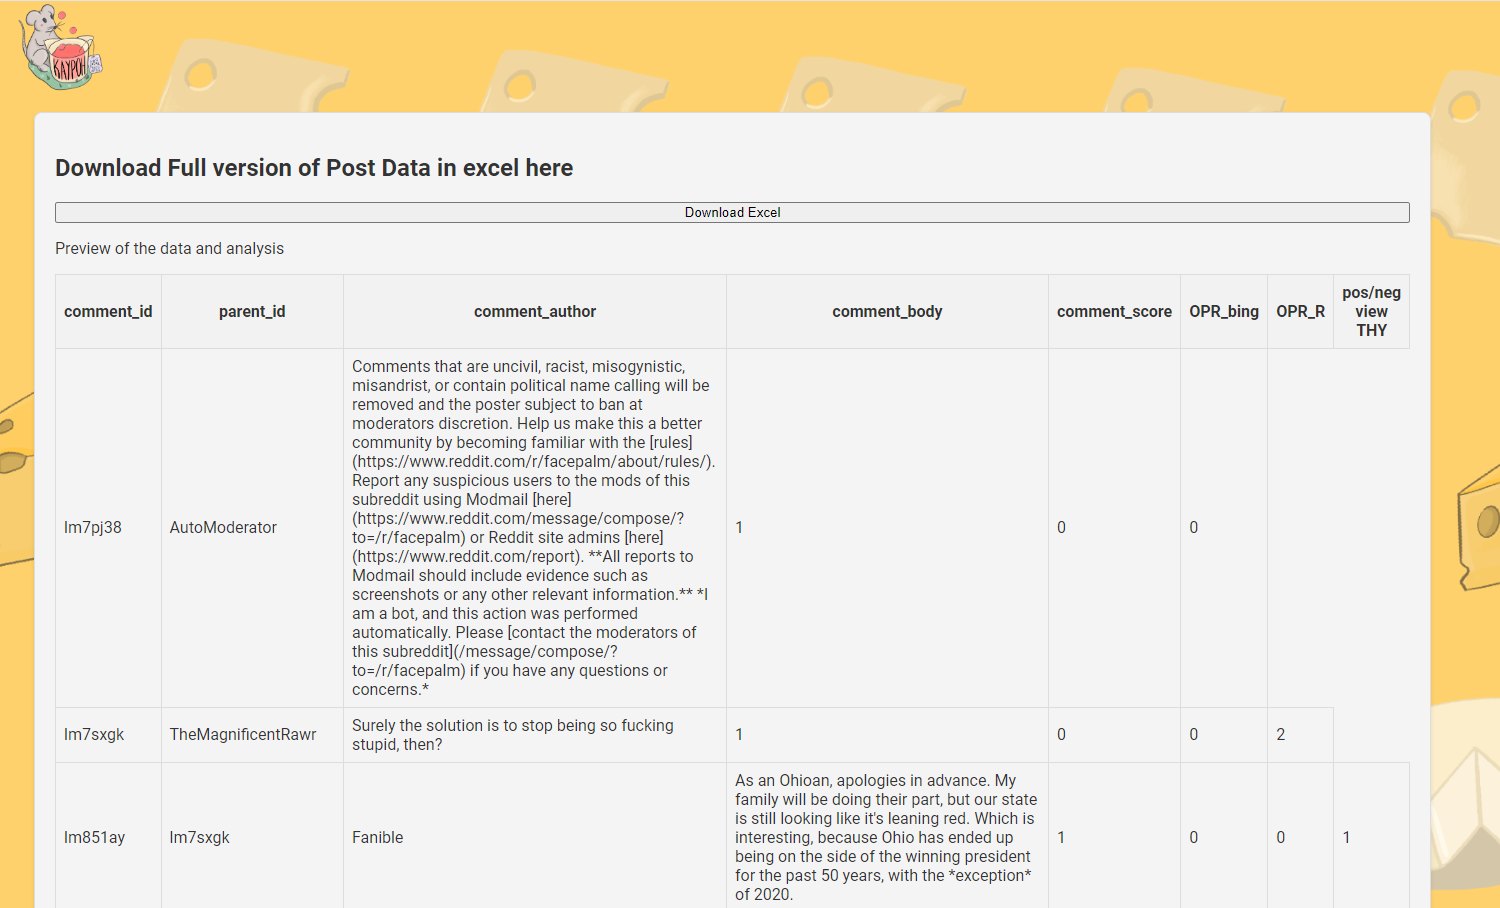 KAYPOH
Download Full version of Post Data in excel here
Download Excel
Preview of the data and analysis
comment_id parent_id comment_author comment_body comment_score OPR_bing OPR_R pos/neg
view
THY
Comments that are uncivil, racist, misogynistic,
misandrist, or contain political name calling will be
removed and the poster subject to ban at
moderators discretion. Help us make this a better
community by becoming familiar with the [rules]
(https://www.reddit.com/r/facepalm/about/rules/).
Report any suspicious users to the mods of this
subreddit using Modmail [here]
(https://www.reddit.com/message/compose/?
lm7pj38 AutoModerator to=/r/facepalm) or Reddit site admins [here] 1 0 0
(https://www.reddit.com/report). **All reports to
Modmail should include evidence such as
screenshots or any other relevant information.** *I
am a bot, and this action was performed
automatically. Please [contact the moderators of
this subreddit](/message/compose/?
to=/r/facepalm) if you have any questions or
concerns.*
lm7sxgk TheMagnificentRawr Surely the solution is to stop being so fucking 1 0 0 2
stupid, then?
As an Ohioan, apologies in advance. My
family will be doing their part, but our state
is still looking like it's leaning red. Which is
lm851ay lm7sxgk Fanible interesting, because Ohio has ended up 1 0 0 1
being on the side of the winning president
for the past 50 years, with the *exception*
of 2020.